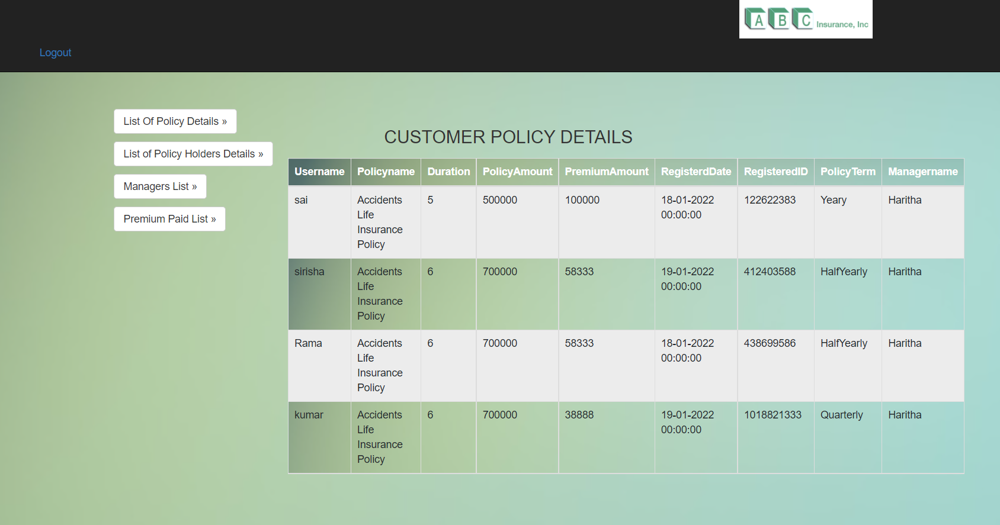 A B C Insurance, Inc
Logout
List Of Policy Details »
List of Policy Holders Details »
Managers List »
Premium Paid List »
CUSTOMER POLICY DETAILS
Username Policyname Duration PolicyAmount PremiumAmount RegisterdDate RegisteredID PolicyTerm Managername
sai Accidents 5 500000 100000 18-01-2022 122622383 Yeary Haritha
Life 00:00:00
Insurance
Policy
sirisha Accidents 6 700000 58333 19-01-2022 412403588 HalfYearly Haritha
Life 00:00:00
Insurance
Policy
Rama Accidents 6 700000 58333 18-01-2022 438699586 HalfYearly Haritha
Life 00:00:00
Insurance
Policy
kumar Accidents 6 700000 38888 19-01-2022 1018821333 Quarterly Haritha
Life 00:00:00
Insurance
Policy